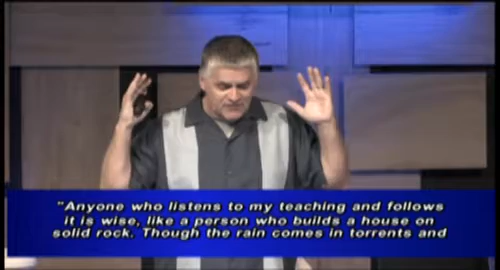 "Anyone who listens to my teaching and follows
it is wise, like a person who builds a house on
solid rock. Though the rain comes in torrents and